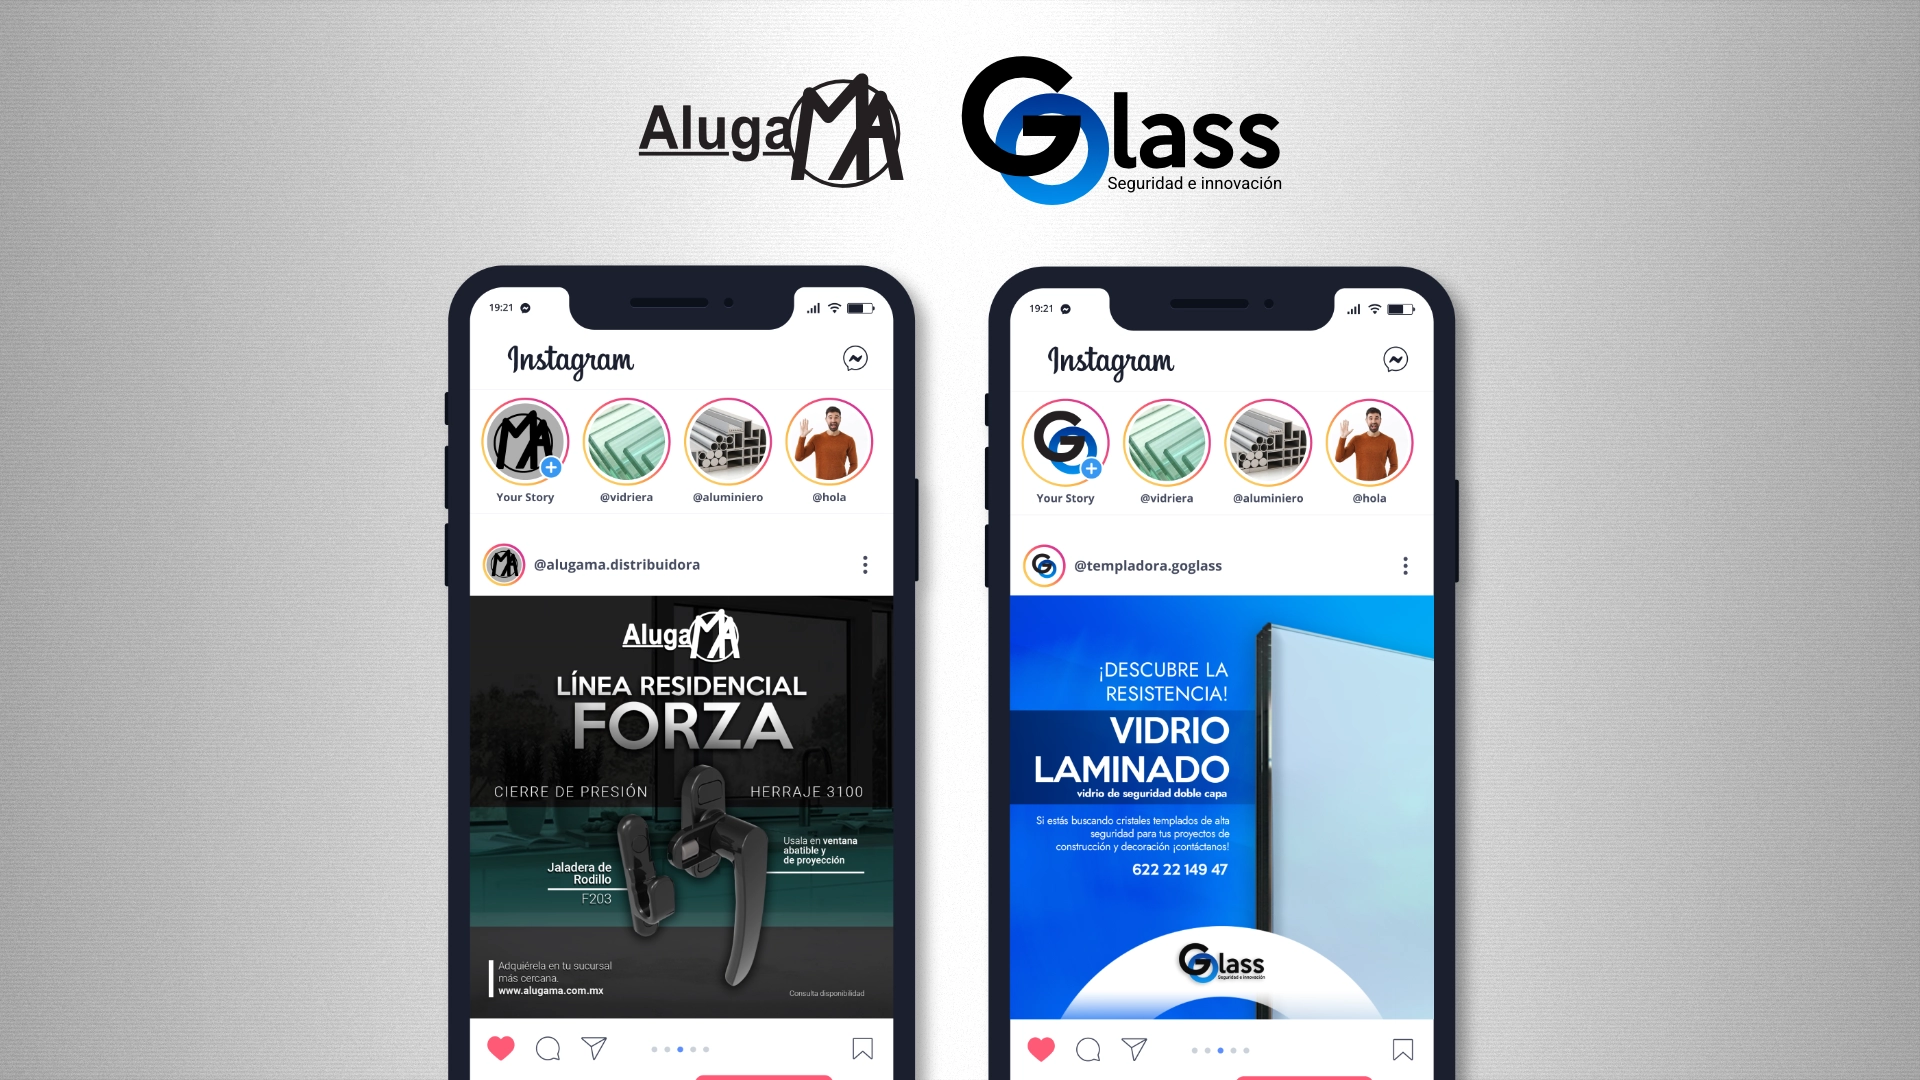 AlugaMA
GOlass
Seguridad e innovación
19:21
Instagram
Your Story
@vidriera
@aluminiero
@hola
@alugama.distribuidora
AlugaMA
LÍNEA RESIDENCIAL
FORZA
CIERRE DE PRESIÓN
HERRAJE 3100
Usala en ventana
abatible y
de proyección
Jaladera de
Rodillo
F203
Adquiérela en tu sucursal
más cercana.
www.alugama.com.mx
Consulta disponibilidad
19:21
Instagram
Your Story
@vidriera
@aluminiero
@hola
@templadora.goglass
¡DESCUBRE LA
RESISTENCIA!
VIDRIO
LAMINADO
vidrio de seguridad doble capa
Si estás buscando cristales templados de alta
seguridad para tus proyectos de
construcción y decoración ¡contáctanos!
622 22 149 47
GOlass
Seguridad e innovación